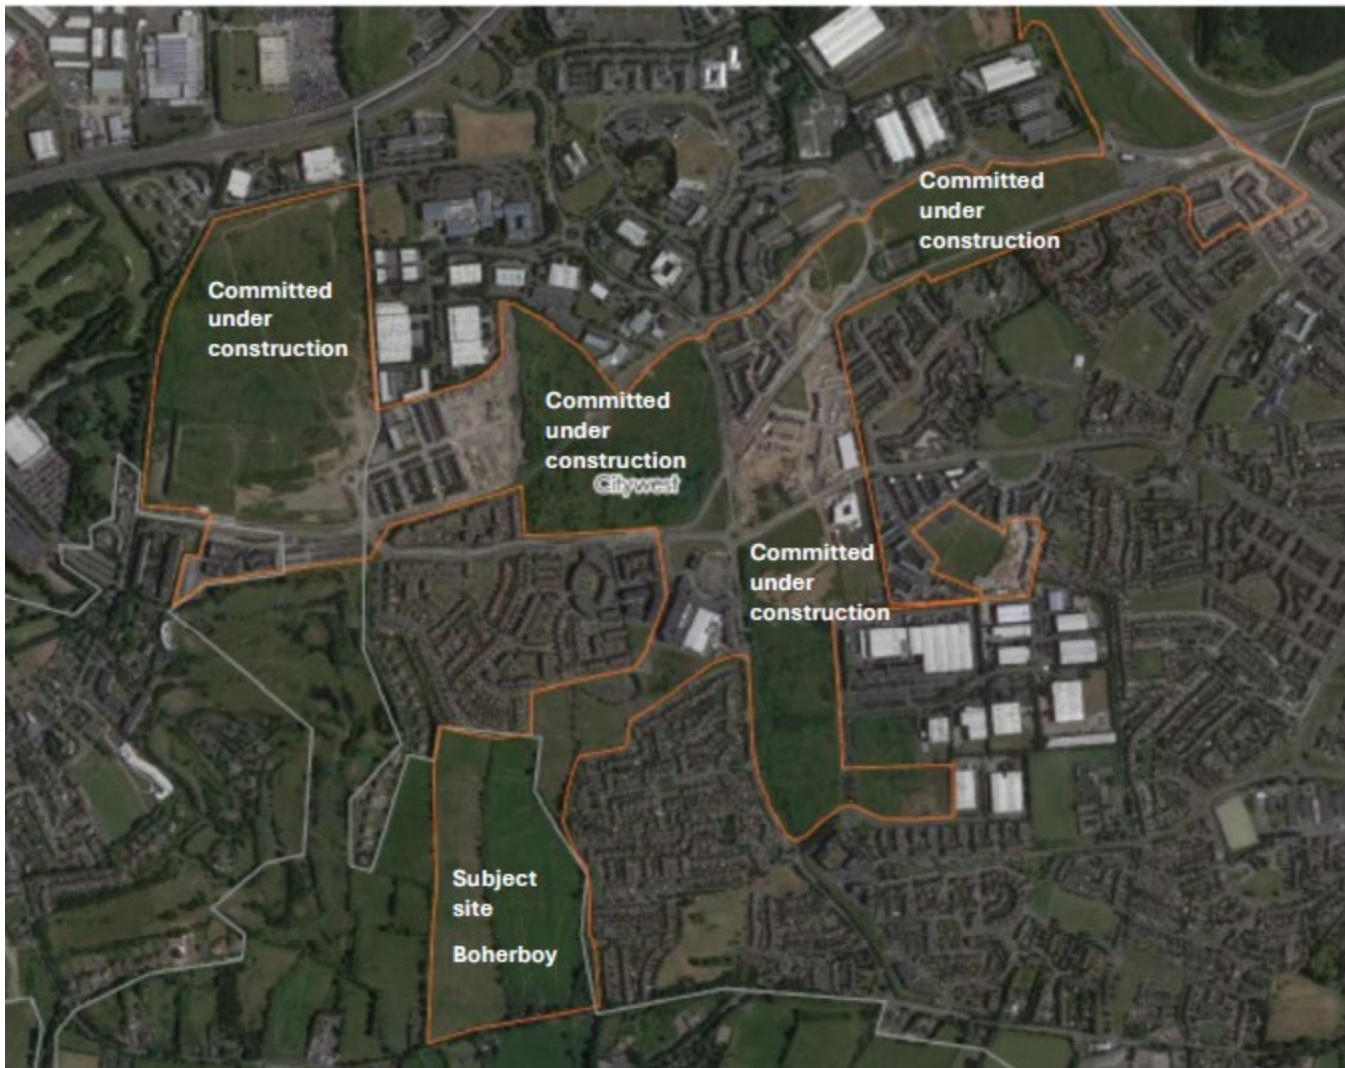 Committed
under
construction
Committed
under
construction
Committed
under
construction
Citywest
Committed
under
construction
Subject
site
Boherboy